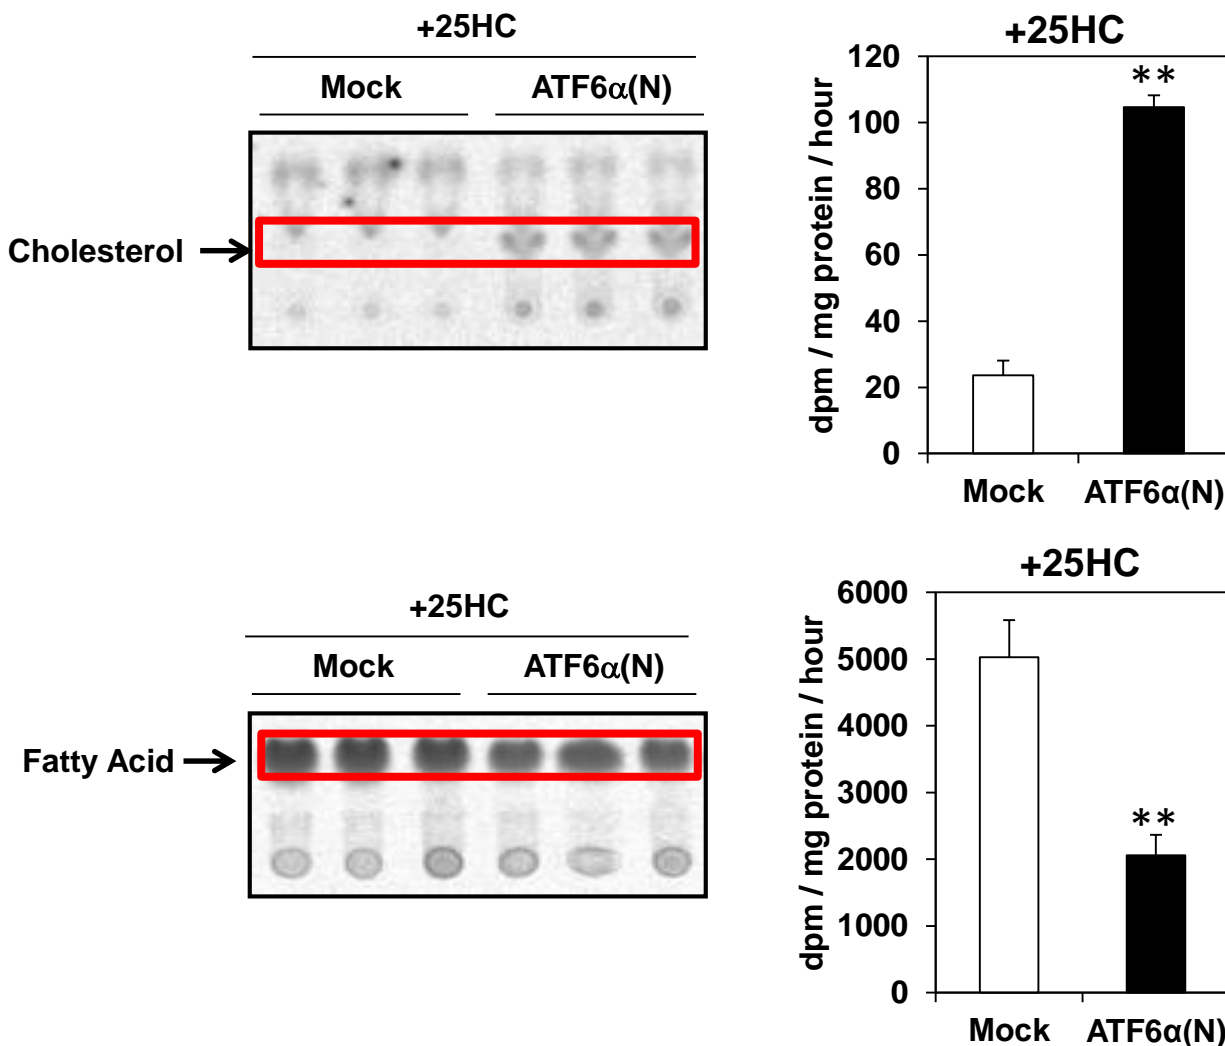 +25HC
Mock ATF6α(N)
Cholesterol
+25HC
120
100
80
60
40
20
0
dpm / mg protein / hour
**
Mock ATF6α(N)
+25HC
Mock ATF6α(N)
Fatty Acid
+25HC
6000
5000
4000
3000
2000
1000
0
dpm / mg protein / hour
**
Mock ATF6α(N)